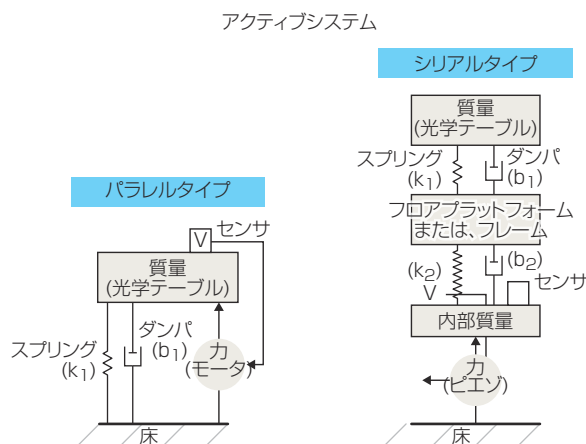 アクティブシステム
シリアルタイプ
質量
(光学テーブル)
スプリング
(k1)
ダンパ
(b1)
フロアプラットフォーム
または、フレーム
(k2)
(b2)
V
センサ
内部質量
力
(ピエゾ)
床
パラレルタイプ
V
センサ
質量
(光学テーブル)
スプリング
(k1)
ダンパ
(b1)
力
(モータ)
床